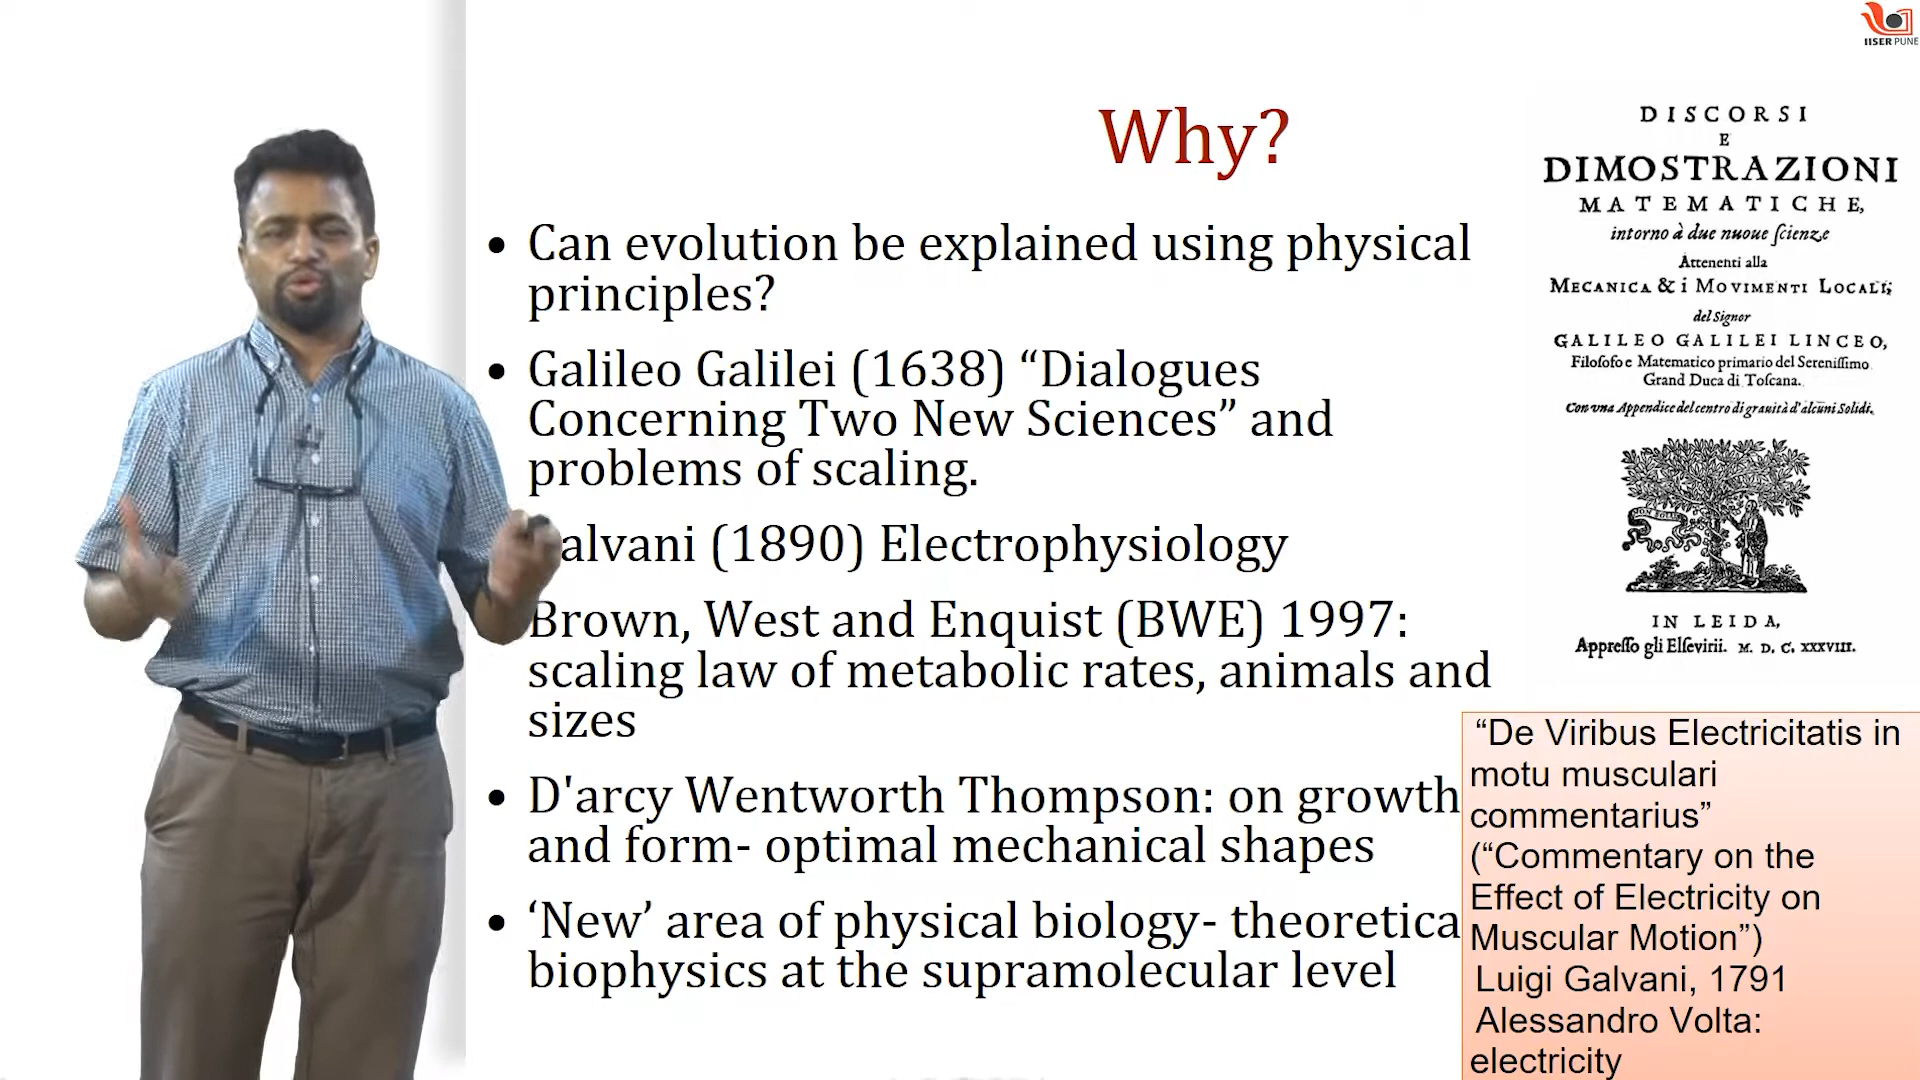 IISER PUNE
Why?
• Can evolution be explained using physical
principles?
• Galileo Galilei (1638) “Dialogues
Concerning Two New Sciences” and
problems of scaling.
alvani (1890) Electrophysiology
Brown, West and Enquist (BWE) 1997:
scaling law of metabolic rates, animals and
sizes
• D'arcy Wentworth Thompson: on growth
and form- optimal mechanical shapes
• ‘New’ area of physical biology- theoretica
biophysics at the supramolecular level
DISCORSI
E
DIMOSTRAZIONI
MATEMATICHE,
intorno à due nuoue ſcienze
Attenenti alla
MECANICA & i MOVIMENTI LOCALI;
del Signor
GALILEO GALILEI LINCEO,
Filoſofo e Matematico primario del Sereniſſimo
Grand Duca di Toſcana.
Con vna Appendice del centro di grauità d'alcuni Solidi.
IN LEIDA,
Appreſſo gli Elſevirii. M. D. C. XXXVIII.
“De Viribus Electricitatis in
motu musculari
commentarius”
(“Commentary on the
Effect of Electricity on
Muscular Motion”)
Luigi Galvani, 1791
Alessandro Volta:
electricity